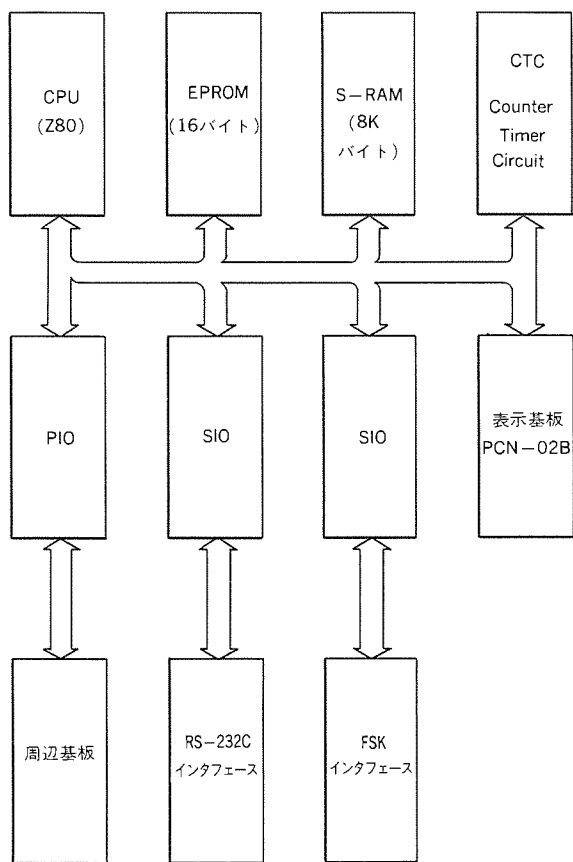 CPU
(Z80)
EPROM
(16バイト)
S-RAM
(8K
バイト)
CTC
Counter
Timer
Circuit
PIO
SIO
SIO
表示基板
PCN-02B
周辺基板
RS-232C
インタフェース
FSK
インタフェース